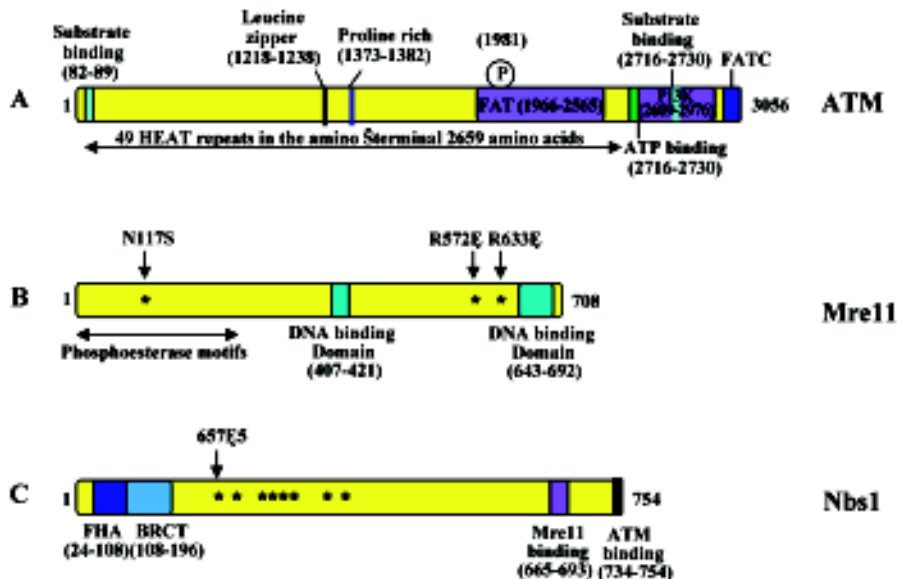 Substrate binding (82-89)
Leucine zipper (1218-1238)
Proline rich (1373-1382)
(1981)
P
Substrate binding (2716-2730)
FATC
A
1
FAT (1966-2565)
3056
ATM
49 HEAT repeats in the amino Šterminal 2659 amino acids
ATP binding (2716-2730)
N117S
R572Ę
R633Ę
B
1
708
Mre11
Phosphoesterase motifs
DNA binding Domain (407-421)
DNA binding Domain (643-692)
657Ę5
C
1
754
Nbs1
FHA (24-108)
BRCT (108-196)
Mre11 binding (665-693)
ATM binding (734-754)